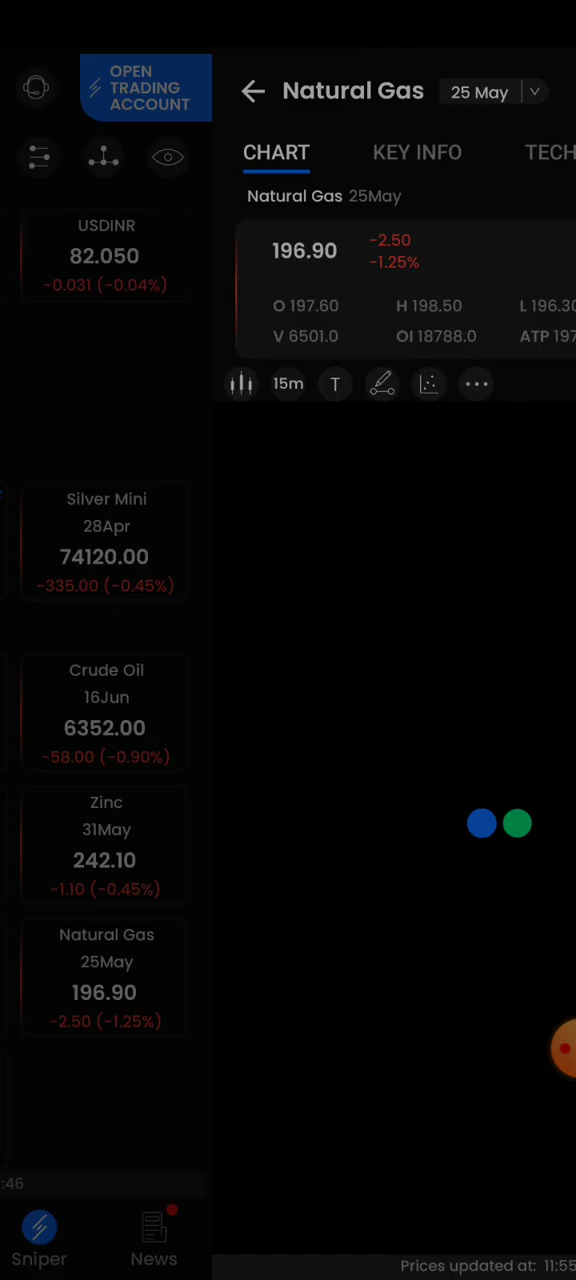 OPEN
TRADING
ACCOUNT
USDINR
82.050
-0.031 (-0.04%)
Silver Mini
28Apr
74120.00
-335.00 (-0.45%)
Crude Oil
16Jun
6352.00
-58.00 (-0.90%)
Zinc
31May
242.10
-1.10 (-0.45%)
Natural Gas
25May
196.90
-2.50 (-1.25%)
:46
Sniper
News
Natural Gas
25 May
CHART KEY INFO TECH
Natural Gas 25May
196.90
-2.50
-1.25%
O 197.60 H 198.50 L 196.30
V 6501.0 OI 18788.0 ATP 197
15m T
Prices updated at: 11:55